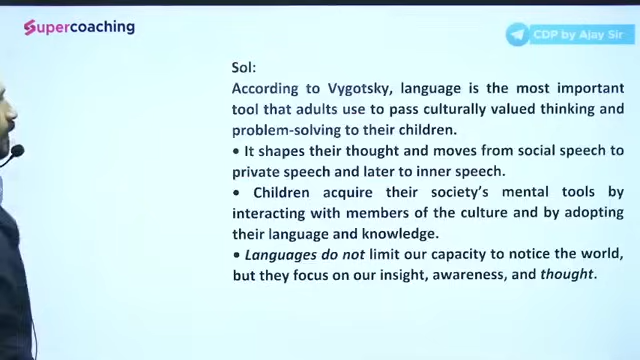 Supercoaching
CDP by Ajay Sir
Sol:
According to Vygotsky, language is the most important
tool that adults use to pass culturally valued thinking and
problem-solving to their children.
• It shapes their thought and moves from social speech to
private speech and later to inner speech.
• Children acquire their society's mental tools by
interacting with members of the culture and by adopting
their language and knowledge.
• Languages do not limit our capacity to notice the world,
but they focus on our insight, awareness, and thought.